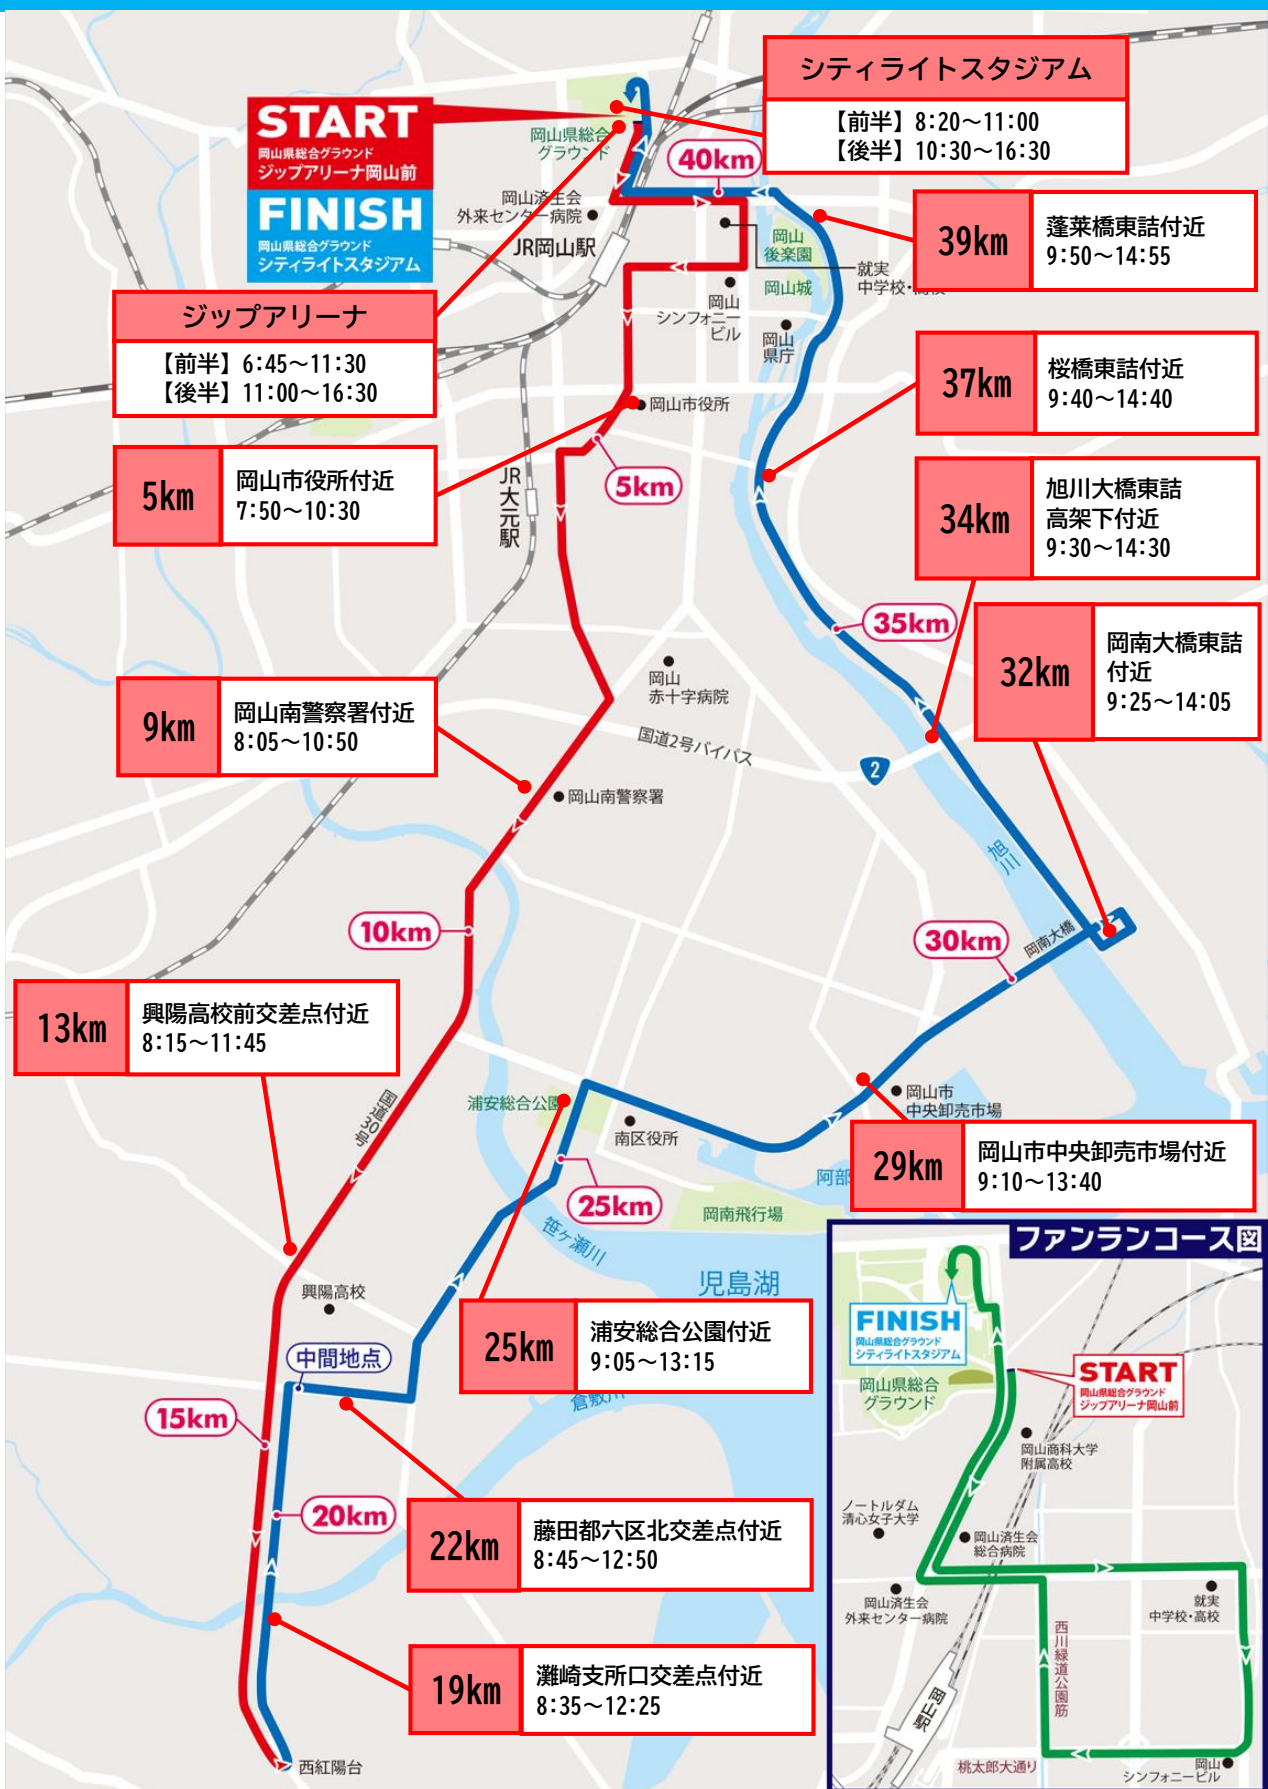 シティライトスタジアム
【前半】8:20～11:00
【後半】10:30～16:30
START
岡山県総合グラウンド
ジップアリーナ岡山前
FINISH
岡山県総合グラウンド
シティライトスタジアム
岡山県総合
グラウンド
40km
岡山済生会
外来センター病院
JR岡山駅
岡山
後楽園
39km
蓬莱橋東詰付近
9:50～14:55
就実
中学校・
岡山城
ジップアリーナ
【前半】6:45～11:30
【後半】11:00～16:30
岡山
シンフォニー
ビル
岡山
県庁
37km
桜橋東詰付近
9:40～14:40
岡山市役所
5km
岡山市役所付近
7:50～10:30
JR大元駅
5km
34km
旭川大橋東詰
高架下付近
9:30～14:30
35km
32km
岡南大橋東詰
付近
9:25～14:05
岡山
赤十字病院
9km
岡山南警察署付近
8:05～10:50
国道2号バイパス
2
岡山南警察署
旭川
10km
30km
岡南大橋
13km
興陽高校前交差点付近
8:15～11:45
国道30号
浦安総合公園
南区役所
岡山市
中央卸売市場
29km
岡山市中央卸売市場付近
9:10～13:40
阿部
25km
岡南飛行場
笹ヶ瀬川
児島湖
興陽高校
25km
浦安総合公園付近
9:05～13:15
中間地点
倉敷川
15km
20km
22km
藤田都六区北交差点付近
8:45～12:50
19km
灘崎支所口交差点付近
8:35～12:25
西紅陽台
ファンランコース図
FINISH
岡山県総合グラウンド
シティライトスタジアム
START
岡山県総合グラウンド
ジップアリーナ岡山前
岡山県総合
グラウンド
岡山商科大学
附属高校
ノートルダム
清心女子大学
岡山済生会
総合病院
岡山済生会
外来センター病院
就実
中学校・高校
西川緑道公園筋
岡山駅
桃太郎大通り
岡山
シンフォニービル